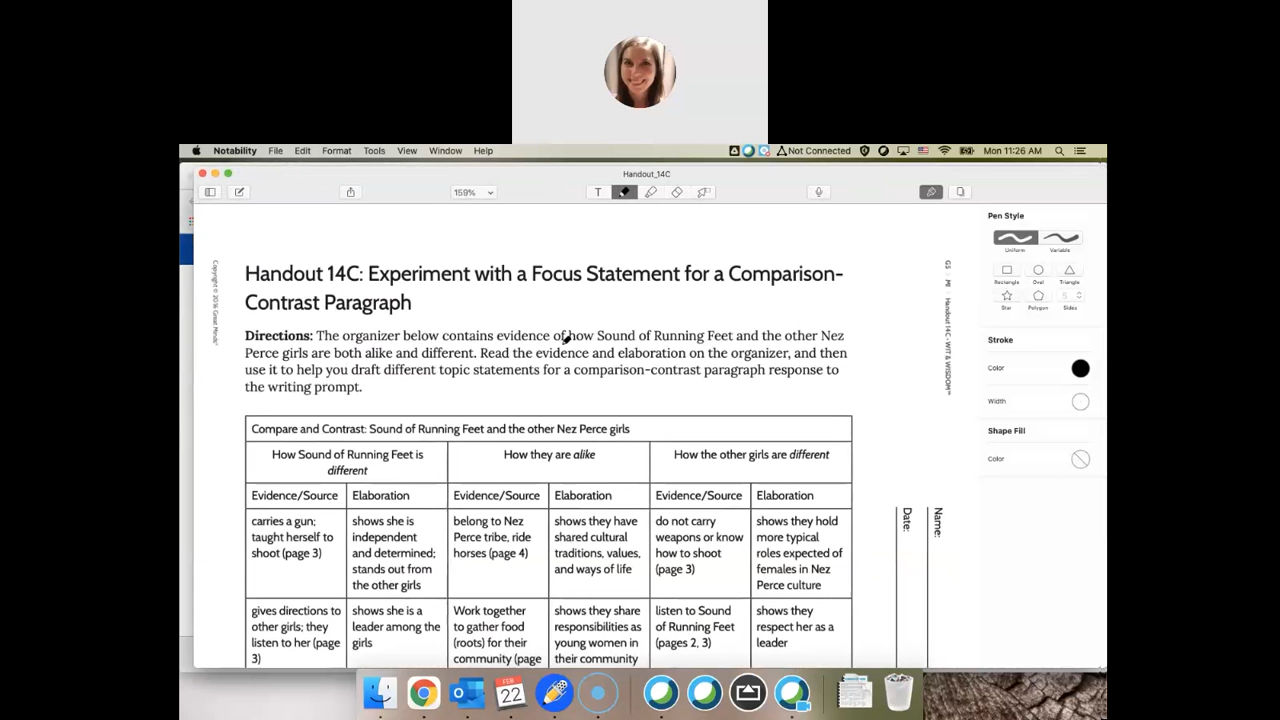 Notability File Edit Format Tools View Window Help
Not Connected
Mon 11:26 AM
Handout_14C
159%
T
Pen Style
Uniform Variable
Rectangle Oval Triangle
Star Polygon 5 Sides
Stroke
Color
Width
Shape Fill
Color
Copyright © 2016 Great Minds®
Handout 14C: Experiment with a Focus Statement for a Comparison-
Contrast Paragraph
Directions: The organizer below contains evidence of how Sound of Running Feet and the other Nez
Perce girls are both alike and different. Read the evidence and elaboration on the organizer, and then
use it to help you draft different topic statements for a comparison-contrast paragraph response to
the writing prompt.
Compare and Contrast: Sound of Running Feet and the other Nez Perce girls
How Sound of Running Feet is
different
How they are alike
How the other girls are different
Evidence/Source
Elaboration
Evidence/Source
Elaboration
Evidence/Source
Elaboration
carries a gun;
taught herself to
shoot (page 3)
shows she is
independent
and determined;
stands out from
the other girls
belong to Nez
Perce tribe, ride
horses (page 4)
shows they have
shared cultural
traditions, values,
and ways of life
do not carry
weapons or know
how to shoot
(page 3)
shows they hold
more typical
roles expected of
females in Nez
Perce culture
gives directions to
other girls; they
listen to her (page
3)
shows she is a
leader among the
girls
Work together
to gather food
(roots) for their
community (page
shows they share
responsibilities as
young women in
their community
listen to Sound
of Running Feet
(pages 2, 3)
shows they
respect her as a
leader
Handout 14C • WIT & WISDOM™
Name:
Date:
FEB
22